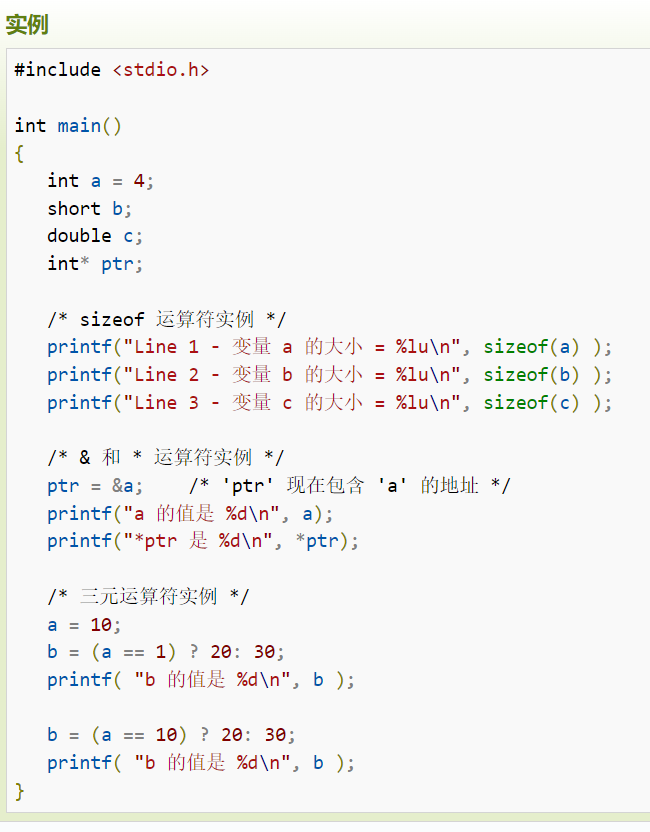 实例
#include <stdio.h>
int main()
{
int a = 4;
short b;
double c;
int* ptr;
/* sizeof 运算符实例 */
printf("Line 1 - 变量 a 的大小 = %lu\n", sizeof(a) );
printf("Line 2 - 变量 b 的大小 = %lu\n", sizeof(b) );
printf("Line 3 - 变量 c 的大小 = %lu\n", sizeof(c) );
/* & 和 * 运算符实例 */
ptr = &a;    /* 'ptr' 现在包含 'a' 的地址 */
printf("a 的值是 %d\n", a);
printf("*ptr 是 %d\n", *ptr);
/* 三元运算符实例 */
a = 10;
b = (a == 1) ? 20: 30;
printf( "b 的值是 %d\n", b );
b = (a == 10) ? 20: 30;
printf( "b 的值是 %d\n", b );
}